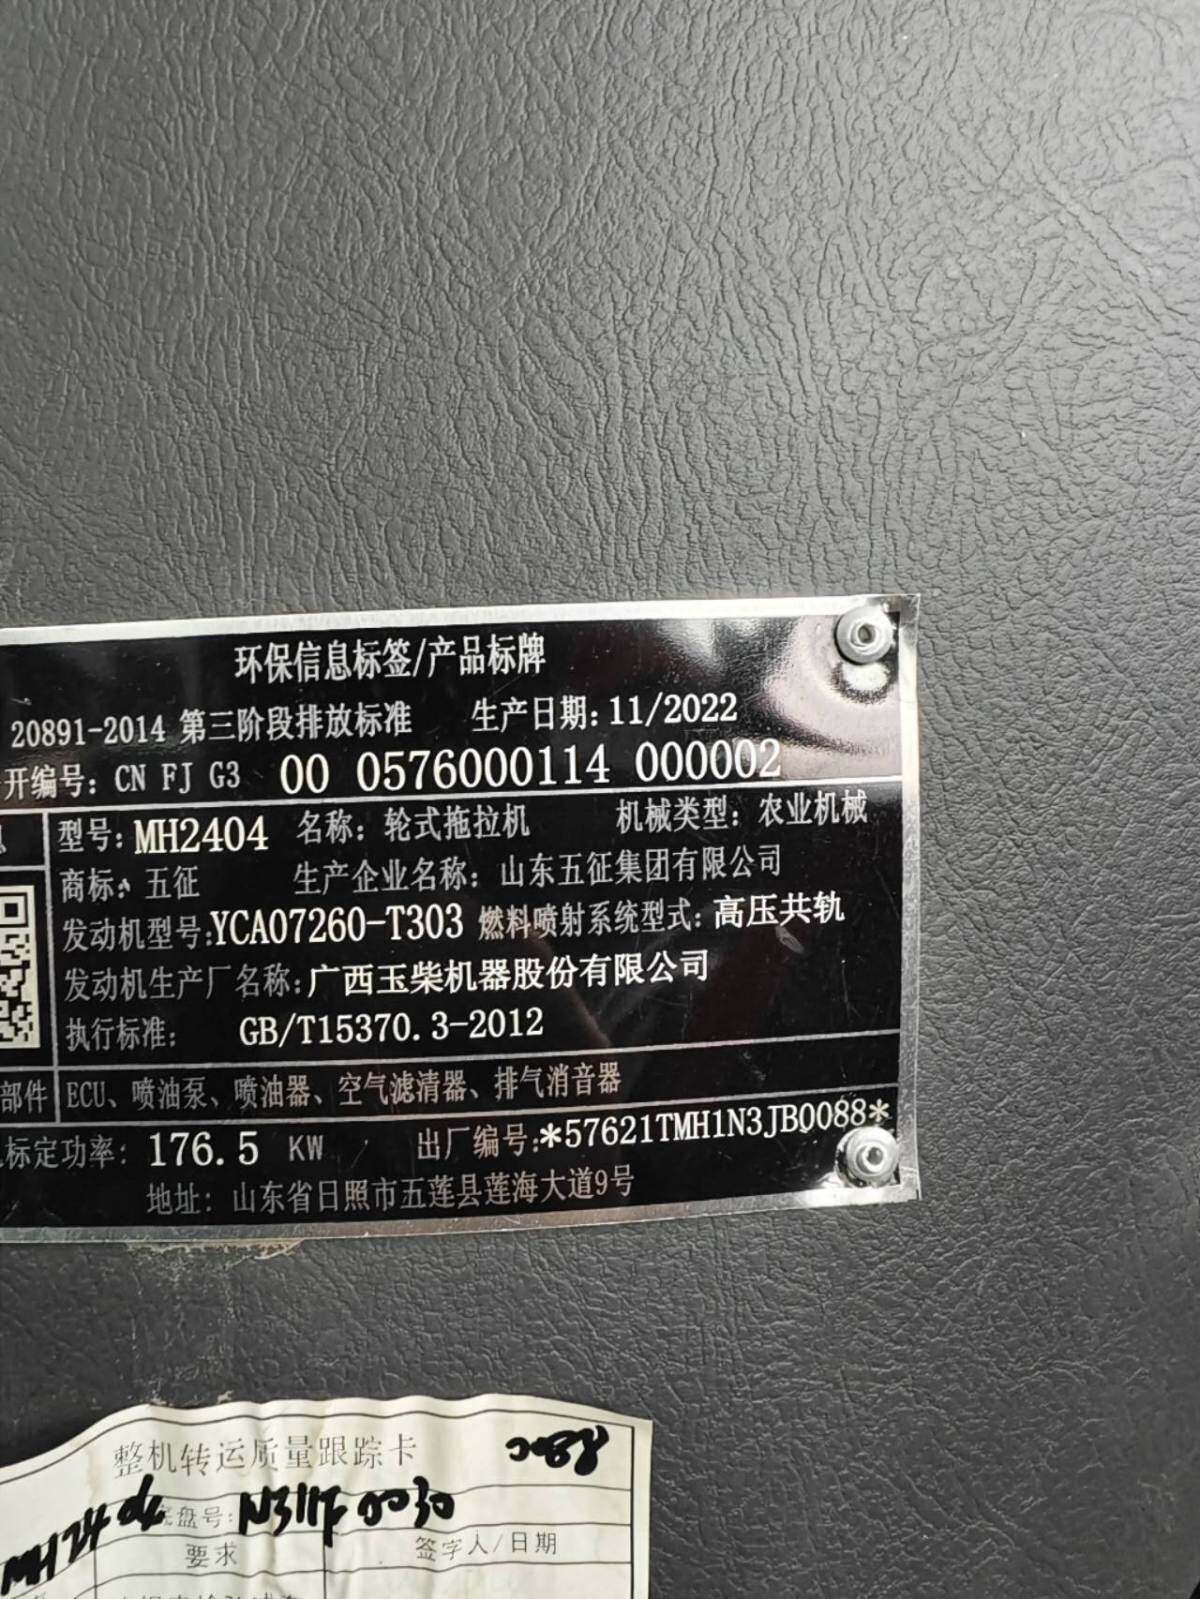 环保信息标签/产品标牌
20891-2014 第三阶段排放标准 生产日期: 11/2022
开编号: CN FJ G3 00 0576000114 000002
型号: MH2404 名称: 轮式拖拉机 机械类型: 农业机械
商标: 五征 生产企业名称: 山东五征集团有限公司
发动机型号: YCA07260-T303 燃料喷射系统型式: 高压共轨
发动机生产厂名称: 广西玉柴机器股份有限公司
执行标准: GB/T15370.3-2012
部件 ECU、喷油泵、喷油器、空气滤清器、排气消音器
标定功率: 176.5 KW 出厂编号: *57621TMH1N3JB0088*
地址: 山东省日照市五莲县莲海大道9号
整机转运质量跟踪卡
MH2404 底盘号:
要求 签字人/日期